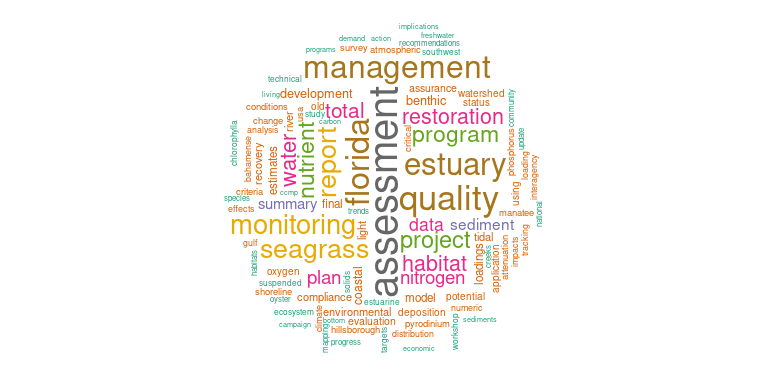 implications
freshwater
demand action
recommendations
programs survey atmospheric southwest
management
technical
living development
assurance
benthic watershed
status
community
conditions old total restoration
change river usa study
carbon
critical program
phosphorus update
chlorophylla
analysis
bahamense recovery estimates water nutrient report florida assessment estuary
loading interagency
criteria ccmp
species
effects summary final quality using
manatee national
trends
monitoring light data sediment
gulf seagrass project tidal
impacts tracking
habitats
oxygen plan solids coastal habitat loadings creeks application attenuation
suspended nitrogen
shoreline
oyster compliance estuarine model potential
numeric
ecosystem environmental deposition
climate bottom evaluation pyrodinium sediments
campaign hillsborough distribution
mapping progress targets workshop
economic